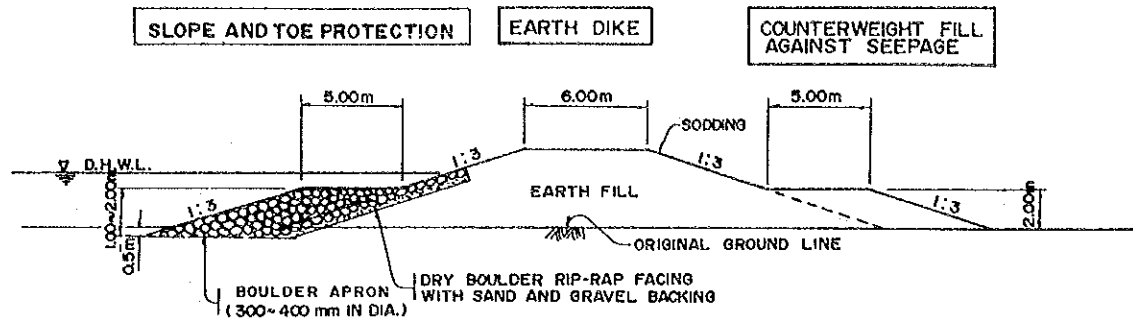 SLOPE AND TOE PROTECTION
EARTH DIKE
COUNTERWEIGHT FILL
AGAINST SEEPAGE
5.00m
6.00m
5.00m
SODDING
D.H.W.L.
1:3
1:3
1:3
1:3
1.00~2.00m
0.5m
EARTH FILL
2.00m
ORIGINAL GROUND LINE
BOULDER APRON
(300~400 mm IN DIA.)
DRY BOULDER RIP-RAP FACING
WITH SAND AND GRAVEL BACKING